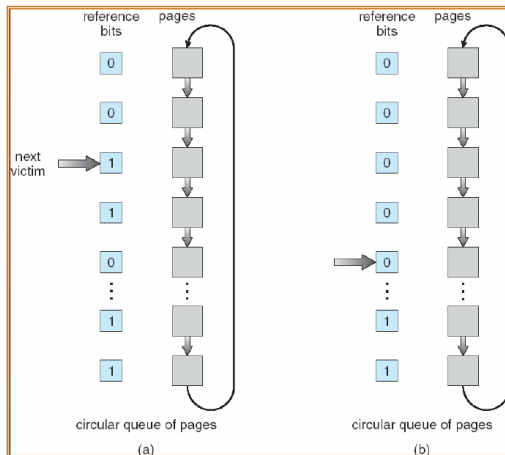 reference pages
bits
0
0
next
victim
1
1
0
1
1
circular queue of pages
(a)
reference pages
bits
0
0
0
0
0
1
1
circular queue of pages
(b)